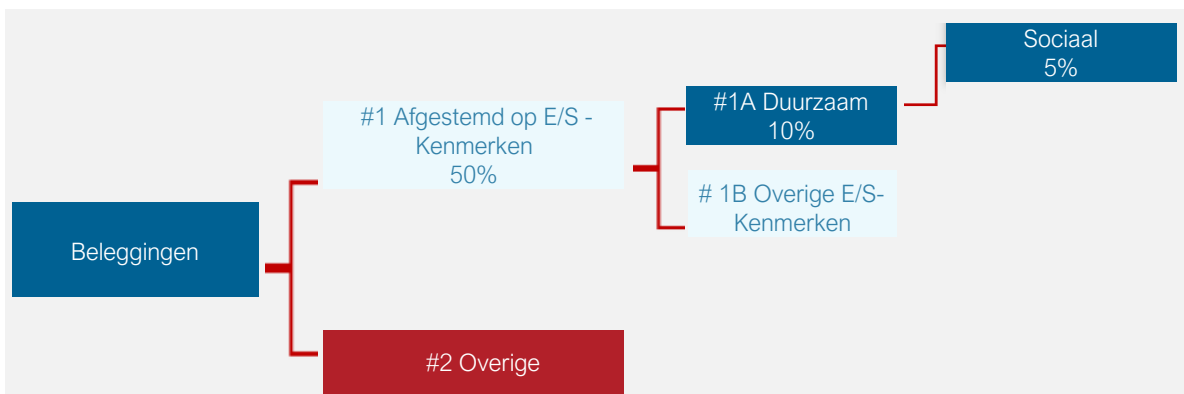 Sociaal
5%
#1A Duurzaam
10%
#1 Afgestemd op E/S -
Kenmerken
50%
# 1B Overige E/S-
Kenmerken
Beleggingen
#2 Overige